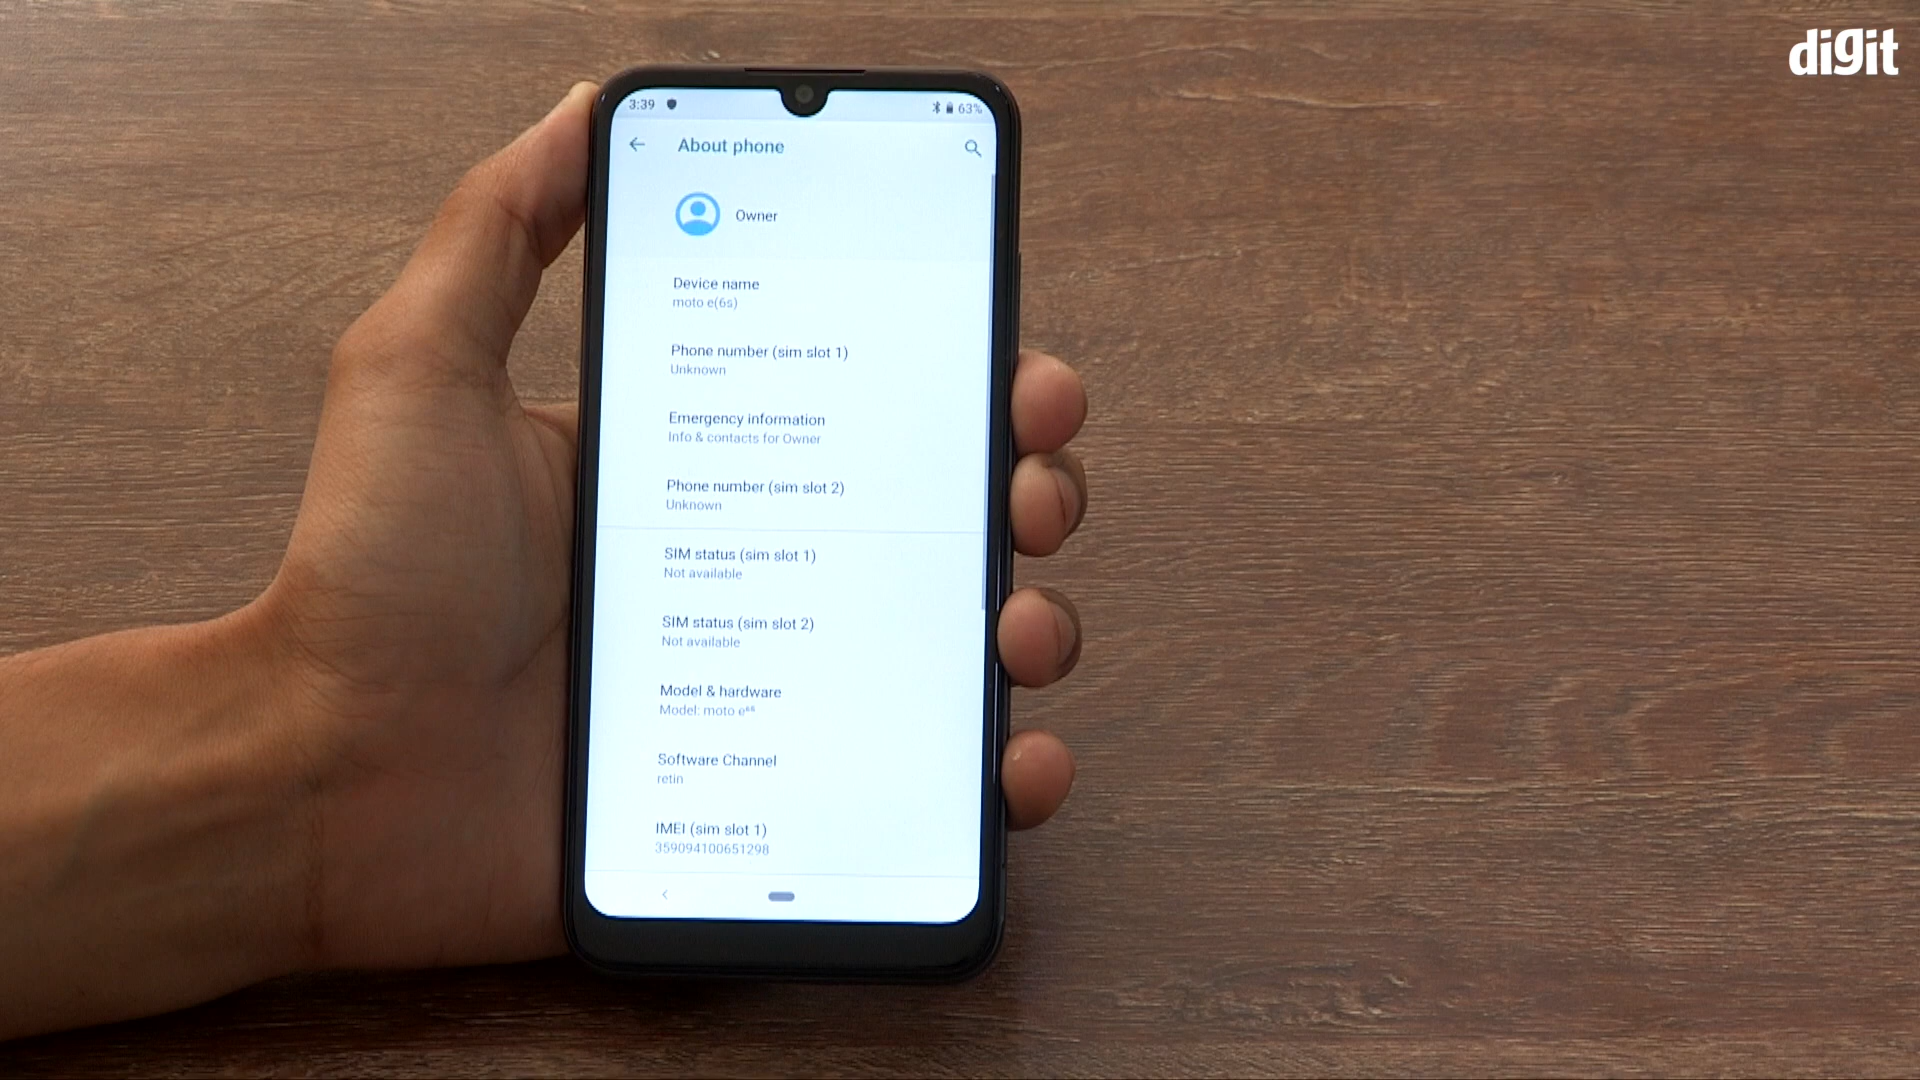 digit
3:39 63%
About phone
Owner
Device name
moto e(6s)
Phone number (sim slot 1)
Unknown
Emergency information
Info & contacts for Owner
Phone number (sim slot 2)
Unknown
SIM status (sim slot 1)
Not available
SIM status (sim slot 2)
Not available
Model & hardware
Model: moto e⁶ˢ
Software Channel
retin
IMEI (sim slot 1)
359094100651298